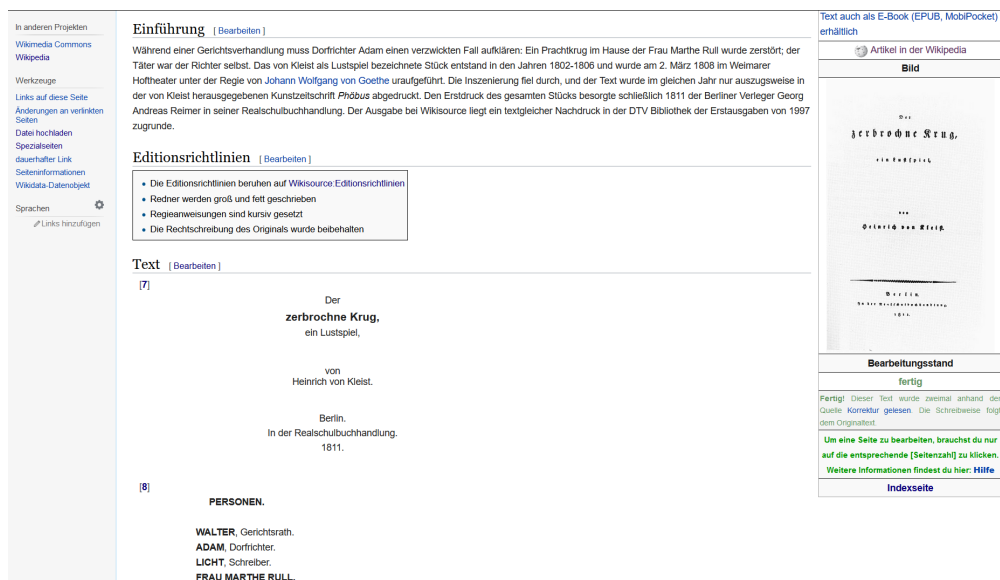 In anderen Projekten
Wikimedia Commons
Wikipedia
Werkzeuge
Links auf diese Seite
Änderungen an verlinkten
Seiten
Datei hochladen
Spezialseiten
dauerhafter Link
Seiteninformationen
Wikidata-Datenobjekt
Sprachen
Links hinzufügen
Einführung [ Bearbeiten ]
Während einer Gerichtsverhandlung muss Dorfrichter Adam einen verzwickten Fall aufklären: Ein Prachtkrug im Hause der Frau Marthe Rull wurde zerstört; der
Täter war der Richter selbst. Das von Kleist als Lustspiel bezeichnete Stück entstand in den Jahren 1802-1806 und wurde am 2. März 1808 im Weimarer
Hoftheater unter der Regie von Johann Wolfgang von Goethe uraufgeführt. Die Inszenierung fiel durch, und der Text wurde im gleichen Jahr nur auszugsweise in
der von Kleist herausgegebenen Kunstzeitschrift Phöbus abgedruckt. Den Erstdruck des gesamten Stücks besorgte schließlich 1811 der Berliner Verleger Georg
Andreas Reimer in seiner Realschulbuchhandlung. Der Ausgabe bei Wikisource liegt ein textgleicher Nachdruck in der DTV Bibliothek der Erstausgaben von 1997
zugrunde.
Editionsrichtlinien [ Bearbeiten ]
Die Editionsrichtlinien beruhen auf Wikisource:Editionsrichtlinien
Redner werden groß und fett geschrieben
Regieanweisungen sind kursiv gesetzt
Die Rechtschreibung des Originals wurde beibehalten
Text [ Bearbeiten ]
[7]
Der
zerbrochne Krug,
ein Lustspiel,
von
Heinrich von Kleist.
Berlin.
In der Realschulbuchhandlung.
1811.
[8]
PERSONEN.
WALTER, Gerichtsrath.
ADAM, Dorfrichter.
LICHT, Schreiber.
FRAU MARTHE RULL.
Text auch als E-Book (EPUB, MobiPocket)
erhältlich
Artikel in der Wikipedia
Bild
Der
zerbrochne Krug,
ein Lustspiel,
von
Heinrich von Kleist.
Berlin.
In der Realschulbuchhandlung.
1811.
Bearbeitungsstand
fertig
Fertig! Dieser Text wurde zweimal anhand der
Quelle Korrektur gelesen. Die Schreibweise folgt
dem Originaltext.
Um eine Seite zu bearbeiten, brauchst du nur
auf die entsprechende [Seitenzahl] zu klicken.
Weitere Informationen findest du hier: Hilfe
Indexseite